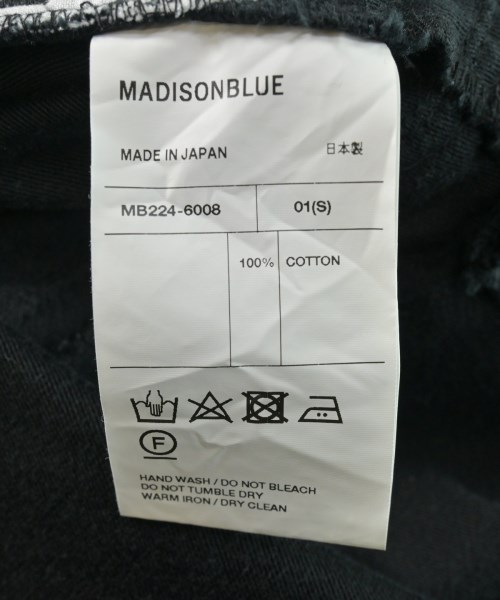 MADISONBLUE
MADE IN JAPAN 日本製
MB224-6008 01(S)
100% COTTON
F
HAND WASH / DO NOT BLEACH
DO NOT TUMBLE DRY
WARM IRON / DRY CLEAN